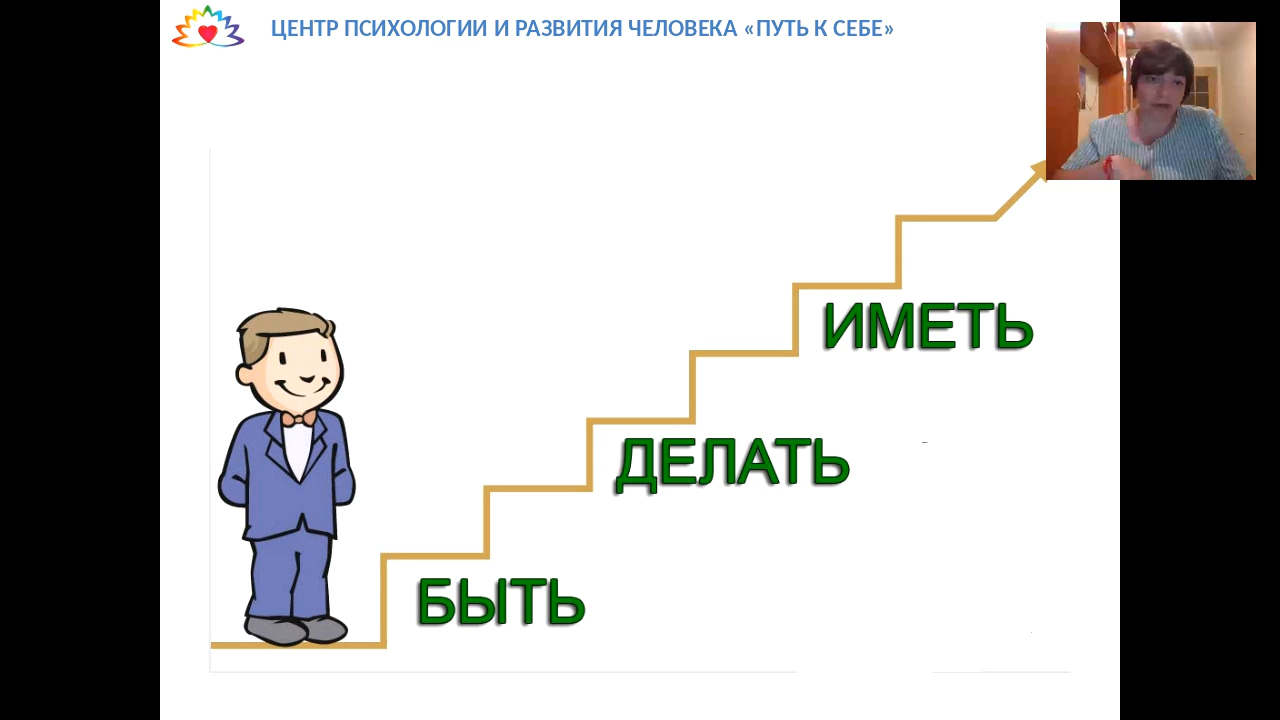 ЦЕНТР ПСИХОЛОГИИ И РАЗВИТИЯ ЧЕЛОВЕКА «ПУТЬ К СЕБЕ»
ИМЕТЬ
ДЕЛАТЬ
БЫТЬ